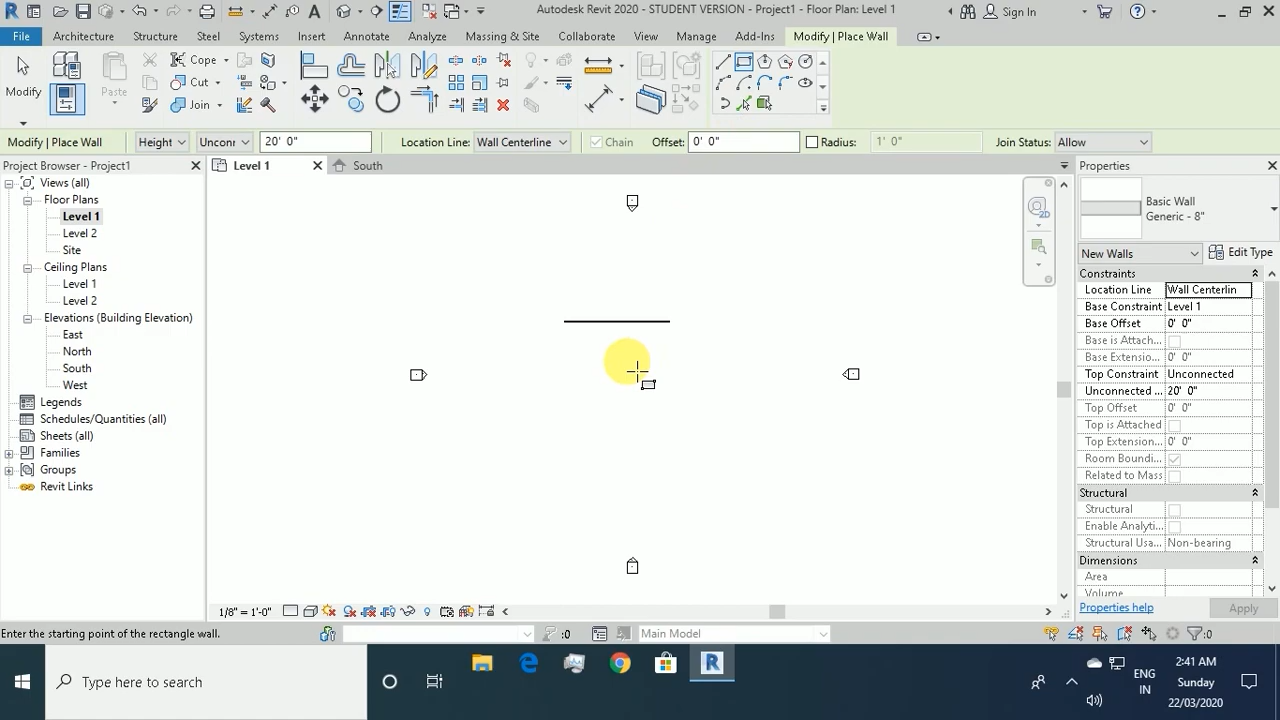 Autodesk Revit 2020 - STUDENT VERSION - Project1 - Floor Plan: Level 1
Sign In
File
Architecture
Structure
Steel
Systems
Insert
Annotate
Analyze
Massing & Site
Collaborate
View
Manage
Add-Ins
Modify | Place Wall
Modify
Paste
Cope
Cut
Join
Modify | Place Wall
Height
Unconr
20' 0"
Location Line:
Wall Centerline
Chain
Offset:
0' 0"
Radius:
1' 0"
Join Status:
Allow
Project Browser - Project1
Views (all)
Floor Plans
Level 1
Level 2
Site
Ceiling Plans
Level 1
Level 2
Elevations (Building Elevation)
East
North
South
West
Legends
Schedules/Quantities (all)
Sheets (all)
Families
Groups
Revit Links
Level 1
South
2D
Properties
Basic Wall
Generic - 8"
New Walls
Edit Type
Constraints
Location Line
Wall Centerlin
Base Constraint
Level 1
Base Offset
0' 0"
Base is Attach...
Base Extensio...
0' 0"
Top Constraint
Unconnected
Unconnected ...
20' 0"
Top Offset
0' 0"
Top is Attached
Top Extension...
0' 0"
Room Boundi...
Related to Mass
Structural
Structural
Enable Analyti...
Structural Usa...
Non-bearing
Dimensions
Area
Volume
Properties help
Apply
1/8" = 1'-0"
Enter the starting point of the rectangle wall.
:0
Main Model
:0
Type here to search
R
ENG
IN
2:41 AM
Sunday
22/03/2020